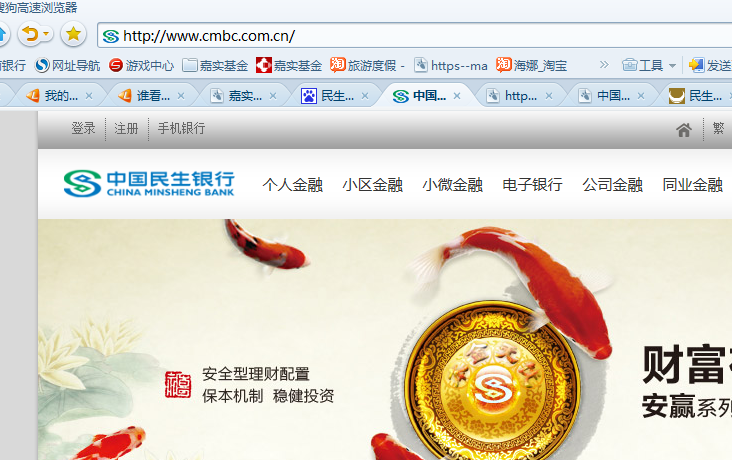 搜狗高速浏览器
http://www.cmbc.com.cn/
银行 网址导航 游戏中心 嘉实基金 嘉实基金 旅游度假 - https--ma 海娜_淘宝 » 工具 发送
我的... 谁看... 嘉实... 民生... 中国... http... 中国... 民生...
登录 注册 手机银行 繁
中国民生银行
CHINA MINSHENG BANK
个人金融 小区金融 小微金融 电子银行 公司金融 同业金融
安全型理财配置
保本机制 稳健投资
财富
安赢系列